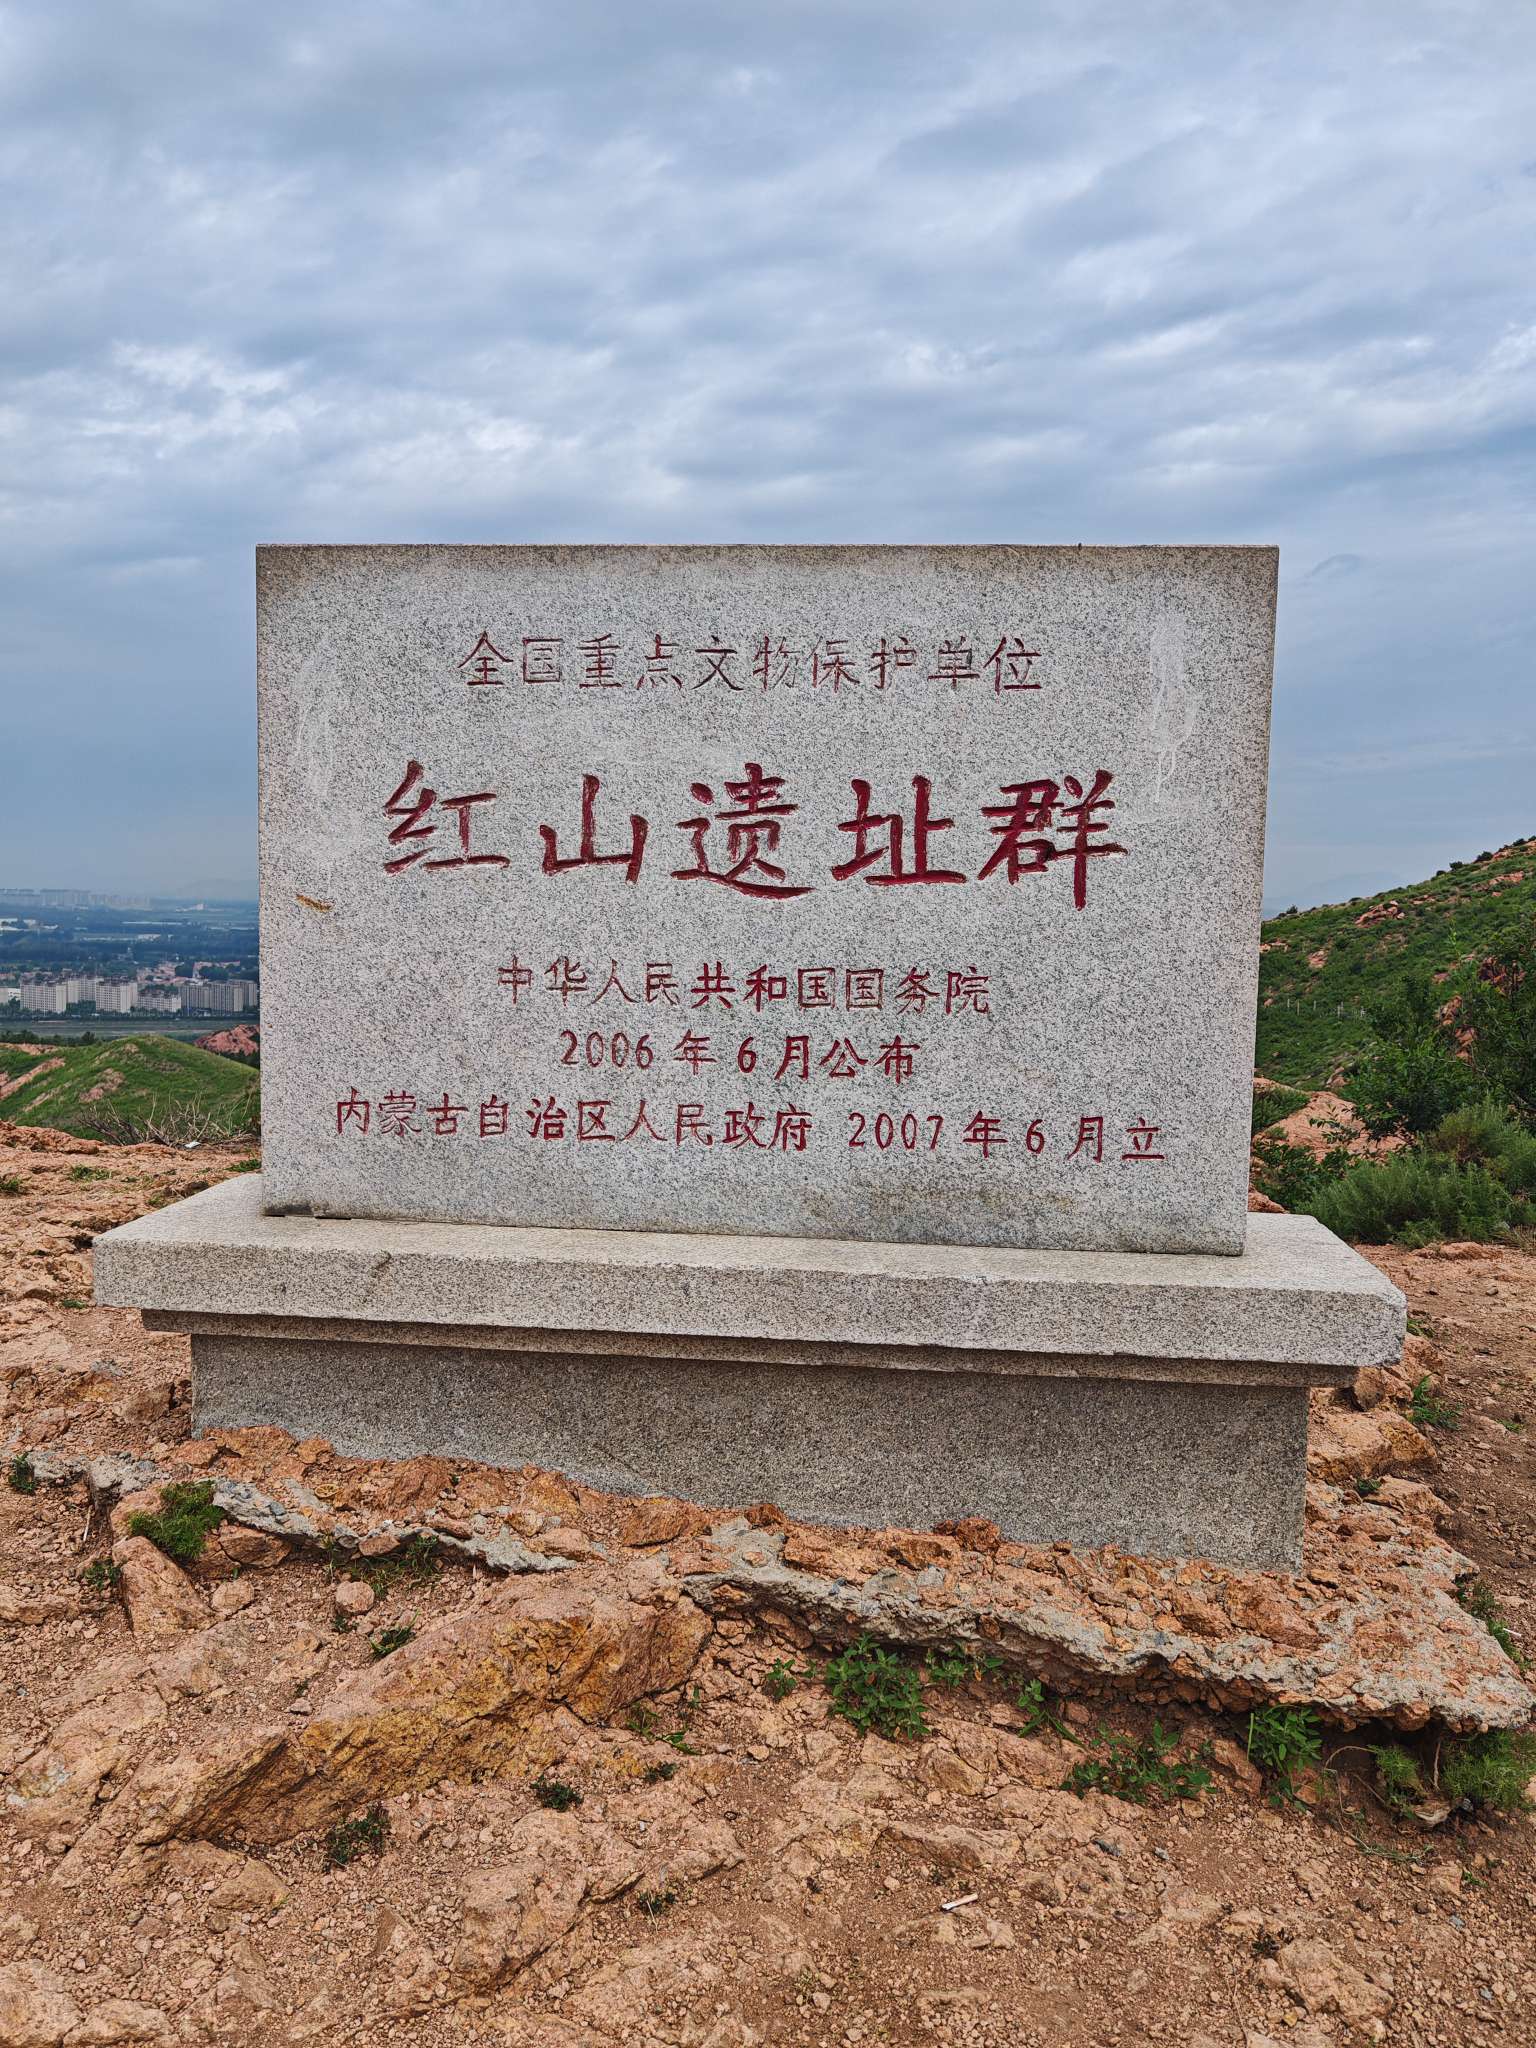 全国重点文物保护单位
红山遗址群
中华人民共和国国务院
2006年6月公布
内蒙古自治区人民政府 2007年6月立